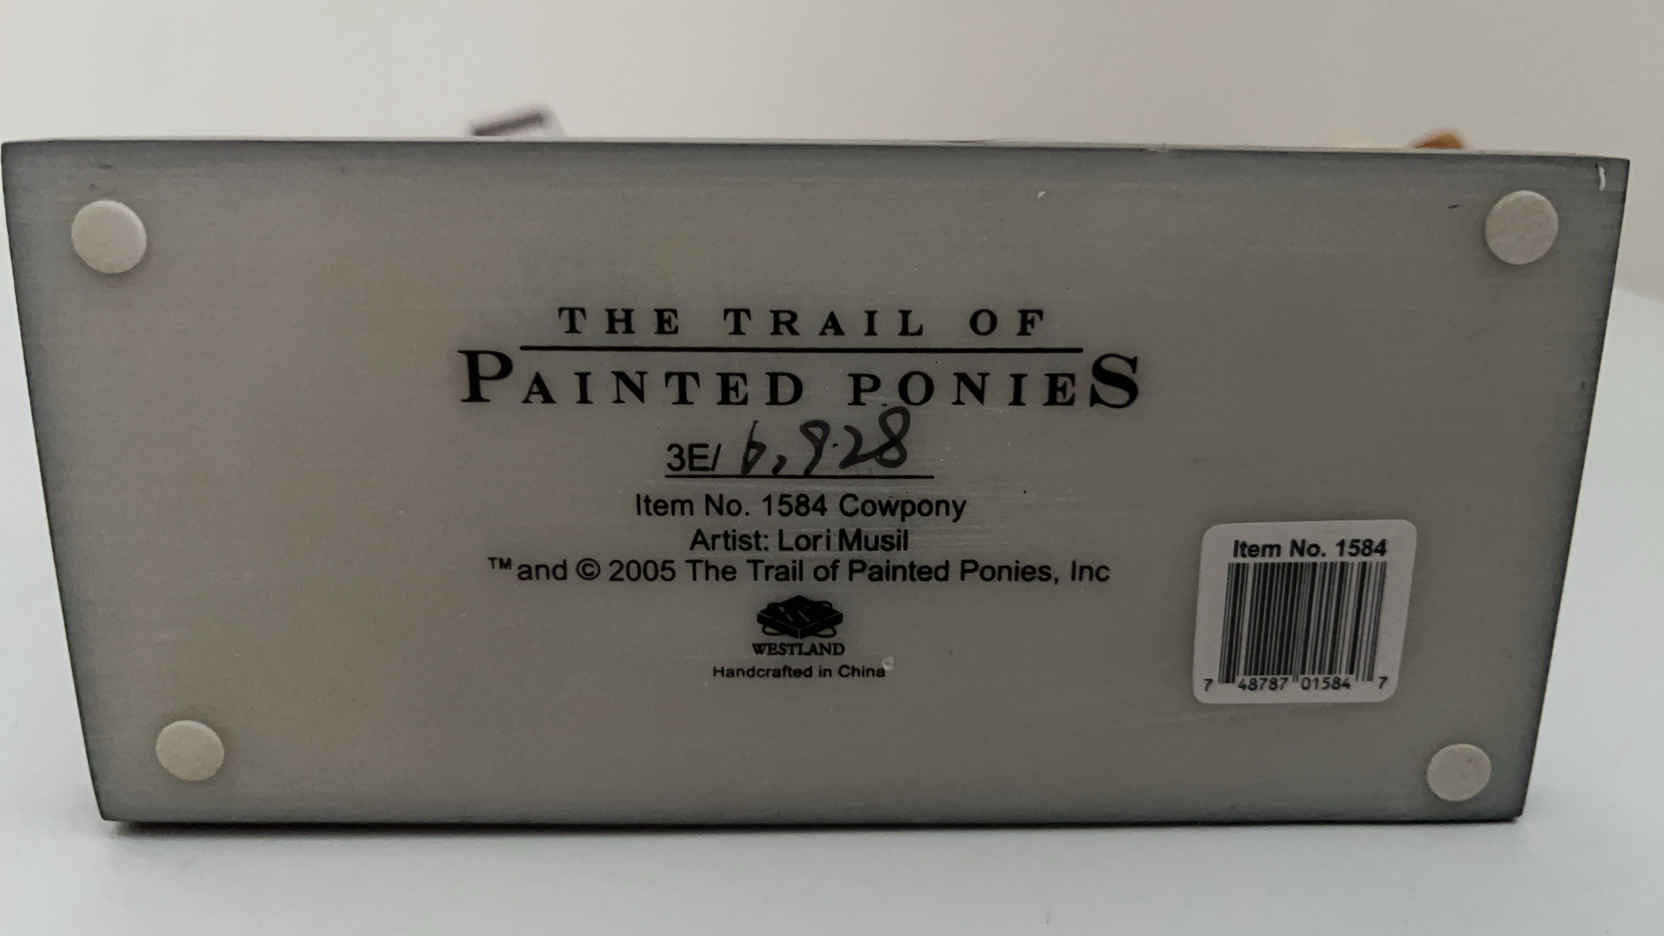 THE TRAIL OF
PAINTED PONIES
3E/ 6,928
Item No. 1584 Cowpony
Artist: Lori Musil
™ and © 2005 The Trail of Painted Ponies, Inc
WESTLAND
Handcrafted in China
Item No. 1584
7 48787 01584 7